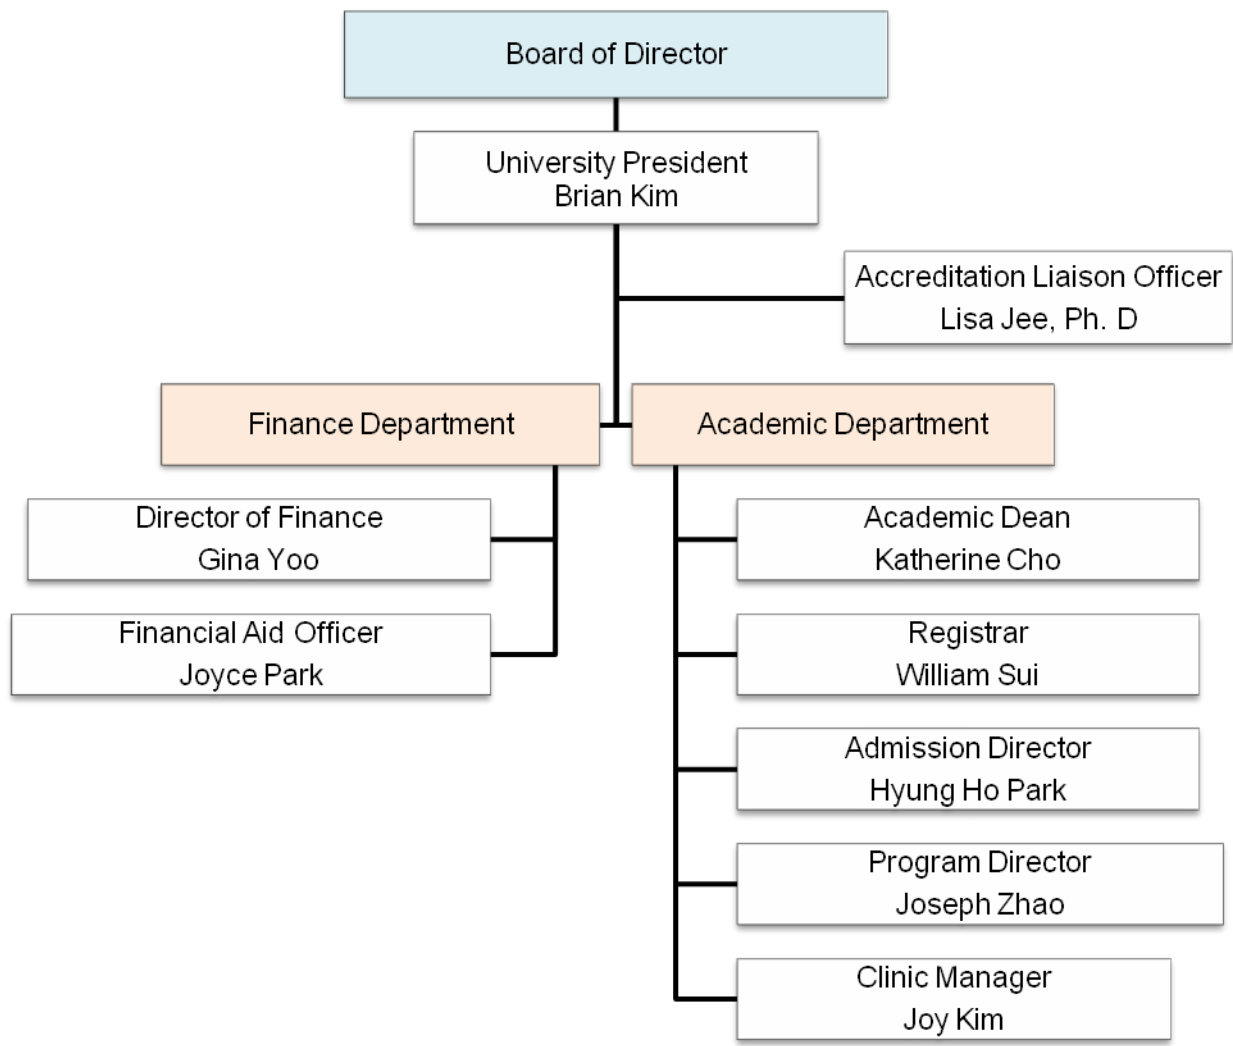 Board of Director
University President
Brian Kim
Accreditation Liaison Officer
Lisa Jee, Ph. D
Finance Department
Academic Department
Director of Finance
Gina Yoo
Financial Aid Officer
Joyce Park
Academic Dean
Katherine Cho
Registrar
William Sui
Admission Director
Hyung Ho Park
Program Director
Joseph Zhao
Clinic Manager
Joy Kim